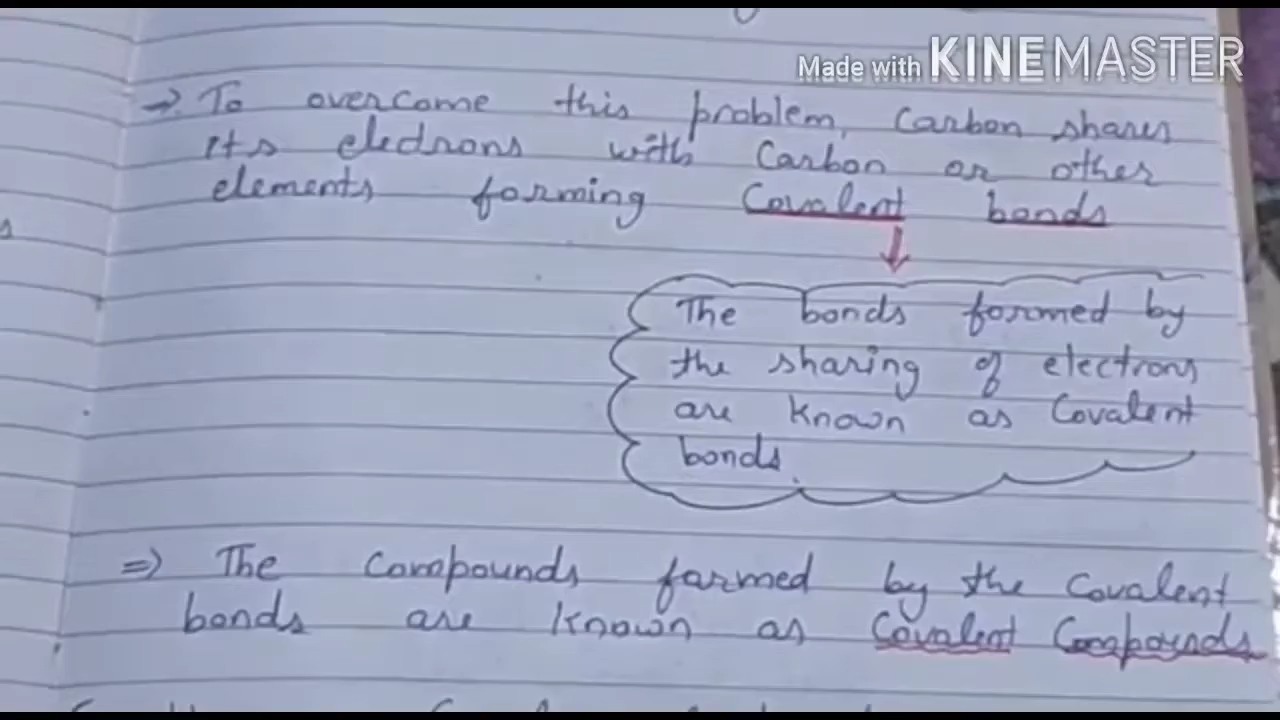 Made with KINEMASTER
→ To overcome this problem, Carbon shares
its electrons with Carbon or other
elements forming Covalent bonds
↓
The bonds formed by
the sharing of electrons
are known as Covalent
bonds.
⇒ The Compounds formed by the Covalent
bonds are known as Covalent Compounds